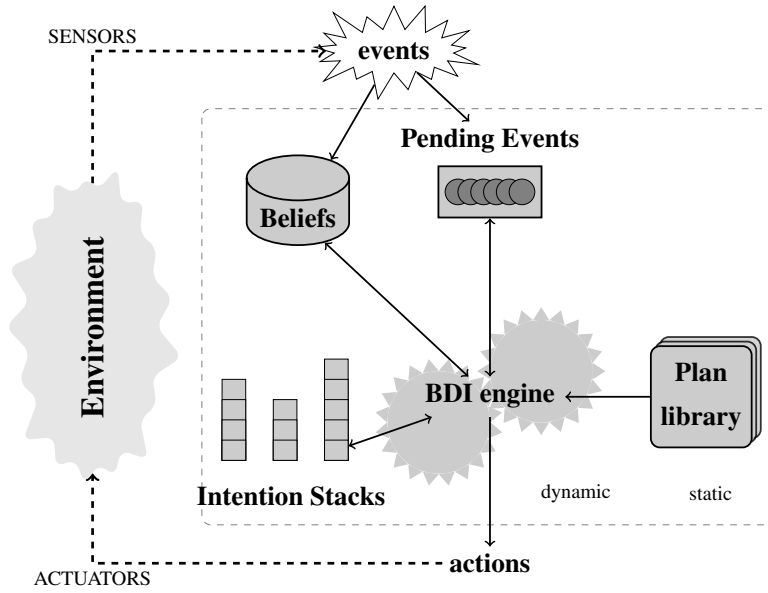 SENSORS
events
Pending Events
Beliefs
Environment
BDI engine
Plan
library
Intention Stacks
dynamic
static
actions
ACTUATORS